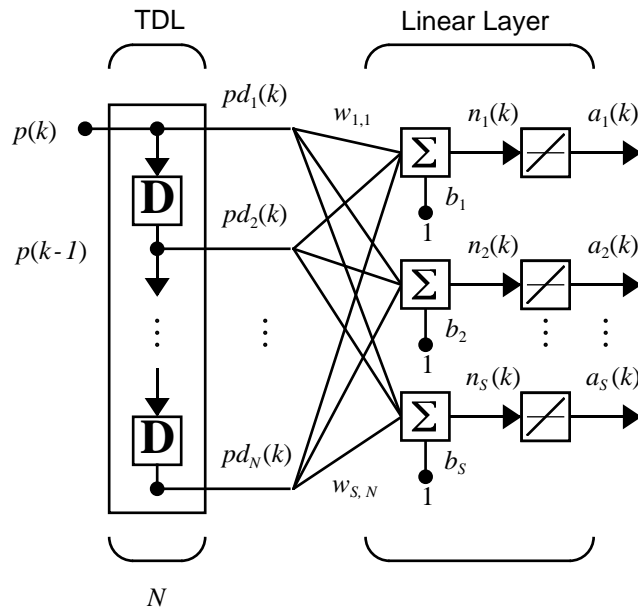 TDL Linear Layer
pd₁(k) w₁,₁ n₁(k) a₁(k)
p(k)
Σ
b₁
D
1
pd₂(k) n₂(k) a₂(k)
p(k-1)
Σ
b₂
1
nS(k) aS(k)
Σ
D
pdN(k) bS
wS, N 1
N